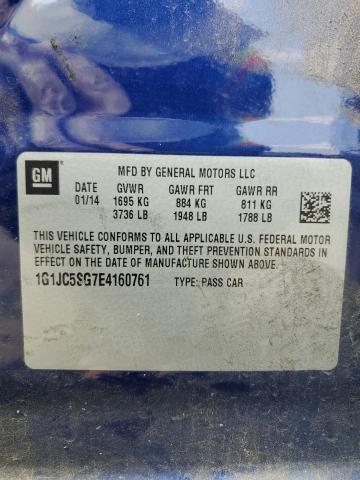 GM
MFD BY GENERAL MOTORS LLC
DATE GVWR GAWR FRT GAWR RR
01/14 1695 KG 884 KG 811 KG
3736 LB 1948 LB 1788 LB
THIS VEHICLE CONFORMS TO ALL APPLICABLE U.S. FEDERAL MOTOR
VEHICLE SAFETY, BUMPER, AND THEFT PREVENTION STANDARDS IN
EFFECT ON THE DATE OF MANUFACTURE SHOWN ABOVE.
1G1JC5SG7E4160761 TYPE: PASS CAR